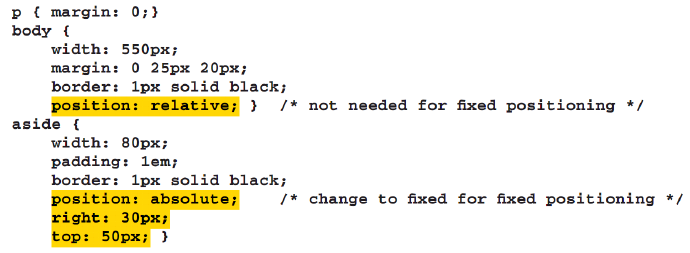 p { margin: 0;}
body {
    width: 550px;
    margin: 0 25px 20px;
    border: 1px solid black;
    position: relative; }  /* not needed for fixed positioning */
aside {
    width: 80px;
    padding: 1em;
    border: 1px solid black;
    position: absolute;    /* change to fixed for fixed positioning */
    right: 30px;
    top: 50px; }